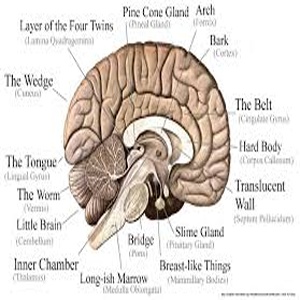 Pine Cone Gland
(Pineal Gland)
Arch
(Fornix)
Layer of the Four Twins
(Lamina Quadragemina)
Bark
(Cortex)
The Wedge
(Cuneus)
The Belt
(Cingulate Gyrus)
Hard Body
(Corpus Callosum)
The Tongue
(Lingual Gyrus)
Translucent
Wall
(Septum Pellucidum)
The Worm
(Vermis)
Little Brain
(Cerebellum)
Slime Gland
(Pituitary Gland)
Bridge
(Pons)
Inner Chamber
(Thalamus)
Breast-like Things
(Mammillary Bodies)
Long-ish Marrow
(Medulla Oblongata)